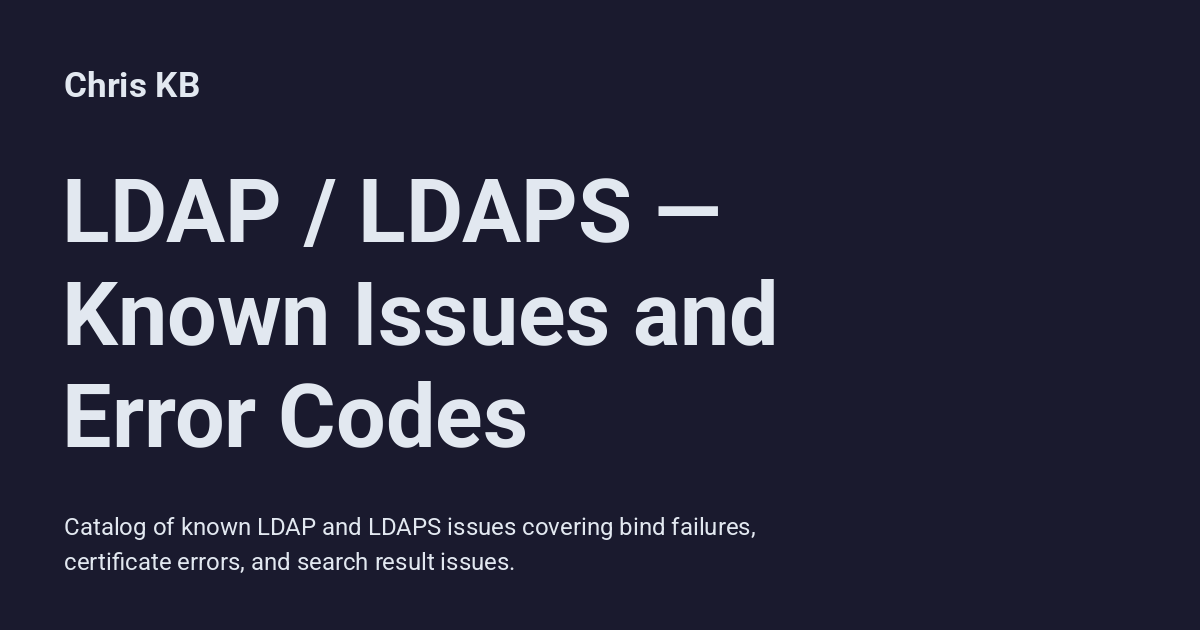 Chris KB
LDAP / LDAPS —
Known Issues and
Error Codes
Catalog of known LDAP and LDAPS issues covering bind failures,
certificate errors, and search result issues.